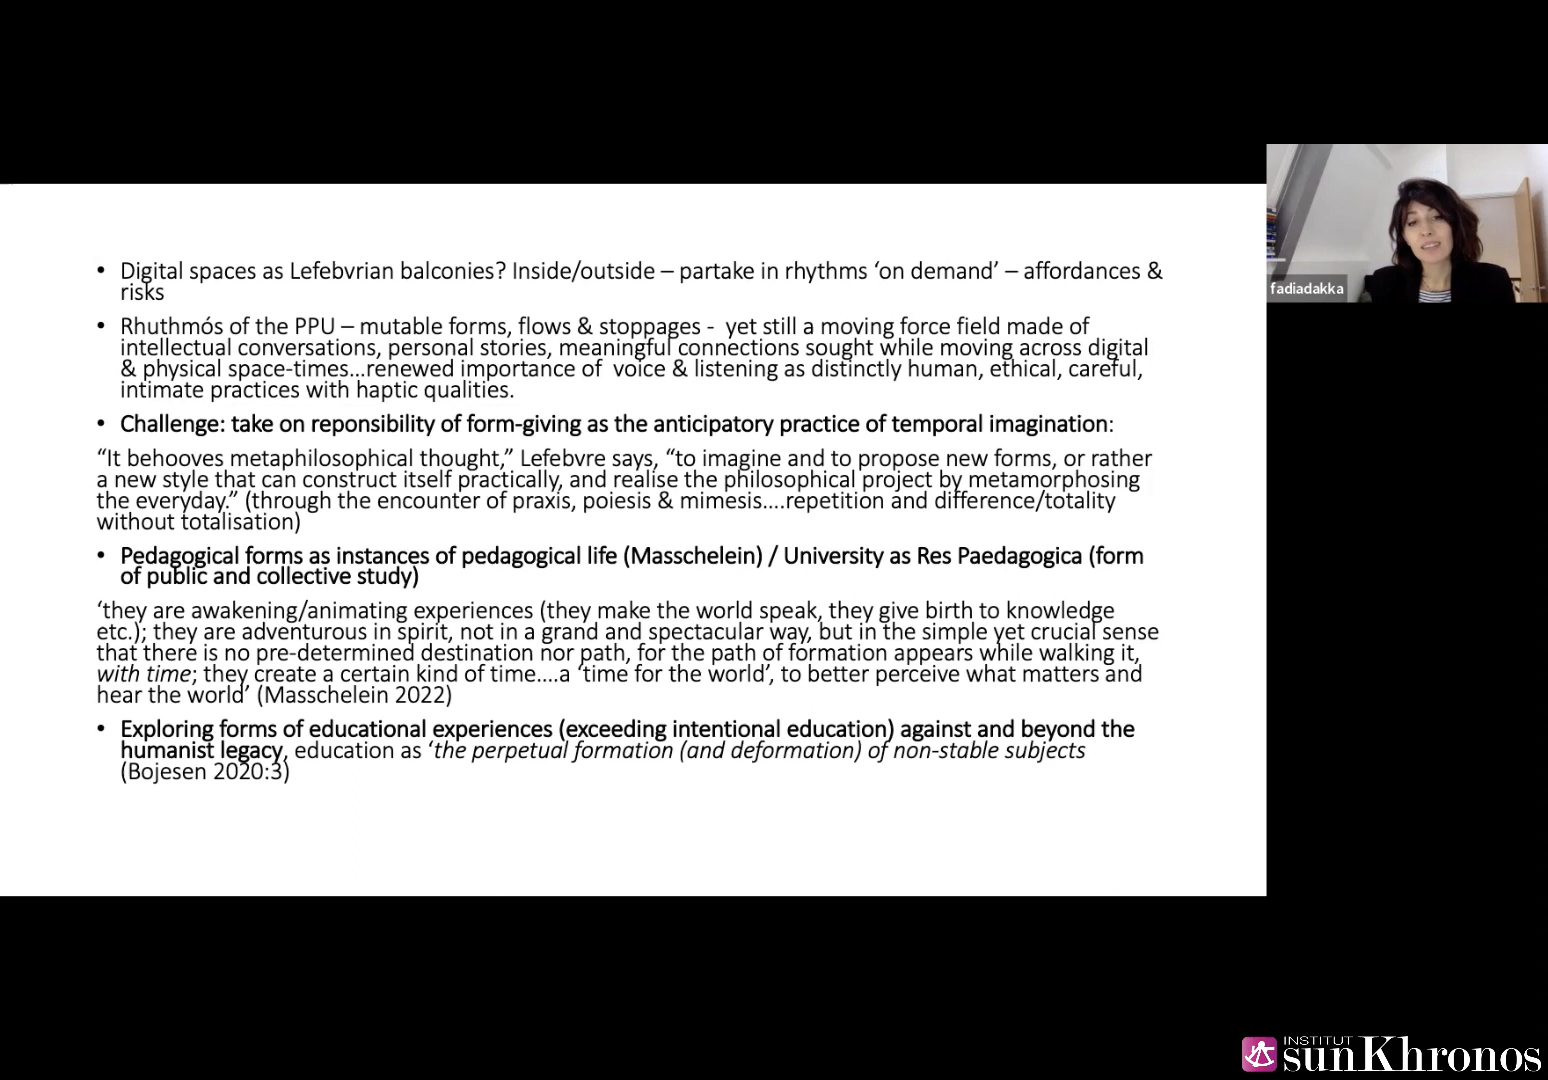 • Digital spaces as Lefebvrian balconies? Inside/outside – partake in rhythms ‘on demand’ – affordances &
risks
• Rhuthmós of the PPU – mutable forms, flows & stoppages - yet still a moving force field made of
intellectual conversations, personal stories, meaningful connections sought while moving across digital
& physical space-times...renewed importance of voice & listening as distinctly human, ethical, careful,
intimate practices with haptic qualities.
• Challenge: take on reponsibility of form-giving as the anticipatory practice of temporal imagination:
“It behooves metaphilosophical thought,” Lefebvre says, “to imagine and to propose new forms, or rather
a new style that can construct itself practically, and realise the philosophical project by metamorphosing
the everyday.” (through the encounter of praxis, poiesis & mimesis....repetition and difference/totality
without totalisation)
• Pedagogical forms as instances of pedagogical life (Masschelein) / University as Res Paedagogica (form
of public and collective study)
‘they are awakening/animating experiences (they make the world speak, they give birth to knowledge
etc.); they are adventurous in spirit, not in a grand and spectacular way, but in the simple yet crucial sense
that there is no pre-determined destination nor path, for the path of formation appears while walking it,
with time; they create a certain kind of time....a ‘time for the world’, to better perceive what matters and
hear the world’ (Masschelein 2022)
• Exploring forms of educational experiences (exceeding intentional education) against and beyond the
humanist legacy, education as ‘the perpetual formation (and deformation) of non-stable subjects
(Bojesen 2020:3)
fadiadakka
INSTITUT
sunKhronos